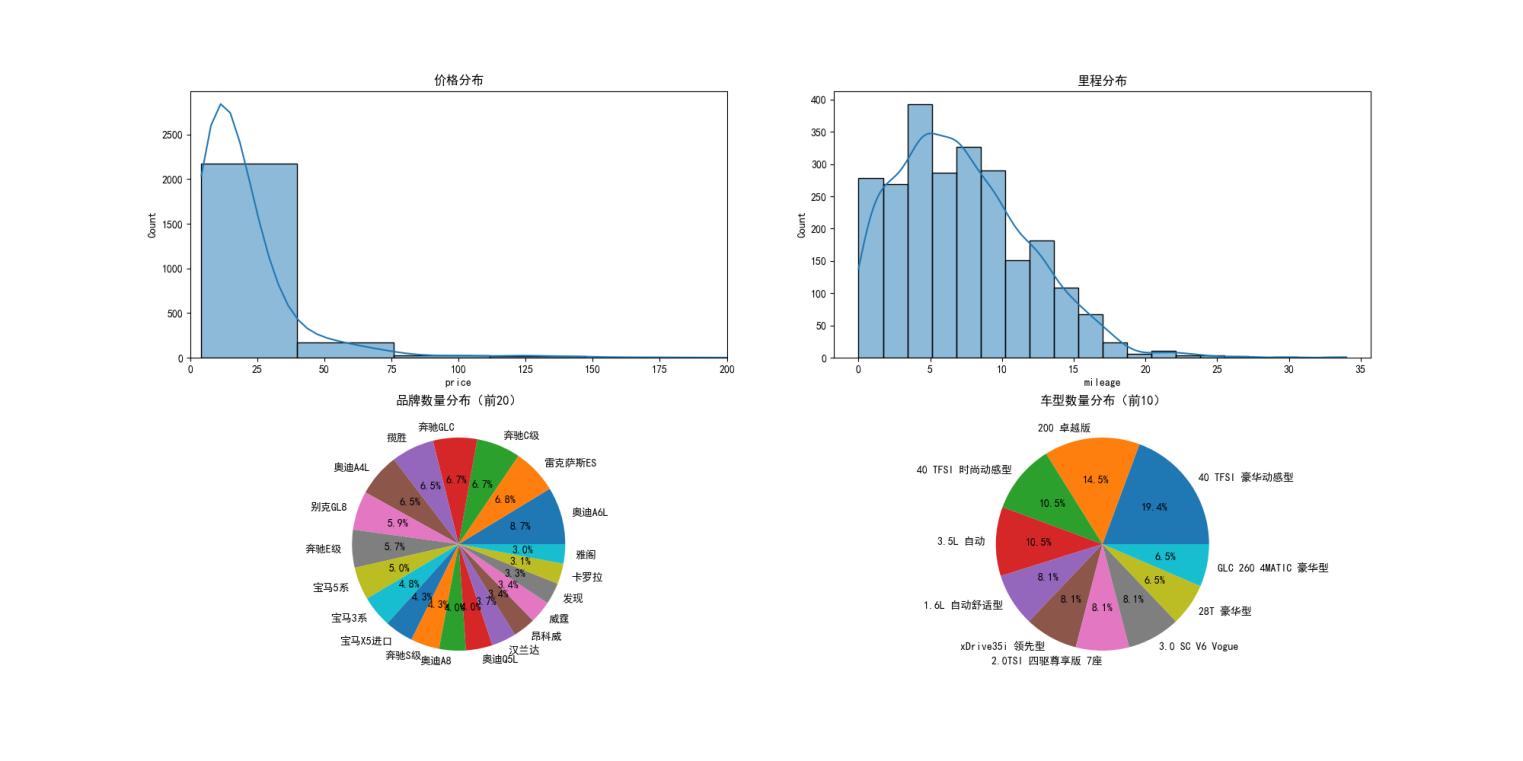 价格分布
Count
2500
2000
1500
1000
500
0
0 25 50 75 100 125 150 175 200
price
里程分布
Count
400
350
300
250
200
150
100
50
0
0 5 10 15 20 25 30 35
mileage
品牌数量分布（前20）
奥迪A6L
8.7%
雷克萨斯ES
6.8%
奔驰C级
6.7%
奔驰GLC
6.7%
揽胜
6.5%
奥迪A4L
6.5%
别克GL8
5.9%
奔驰E级
5.7%
宝马5系
5.0%
宝马3系
4.8%
宝马X5进口
4.3%
奔驰S级
4.3%
奥迪A8
4.0%
奥迪Q5L
4.0%
汉兰达
3.7%
昂科威
3.4%
威霆
3.4%
发现
3.3%
卡罗拉
3.1%
雅阁
3.0%
车型数量分布（前10）
40 TFSI 豪华动感型
19.4%
200 卓越版
14.5%
40 TFSI 时尚动感型
10.5%
3.5L 自动
10.5%
1.6L 自动舒适型
8.1%
xDrive35i 领先型
8.1%
2.0TSI 四驱尊享版 7座
8.1%
3.0 SC V6 Vogue
8.1%
28T 豪华型
6.5%
GLC 260 4MATIC 豪华型
6.5%